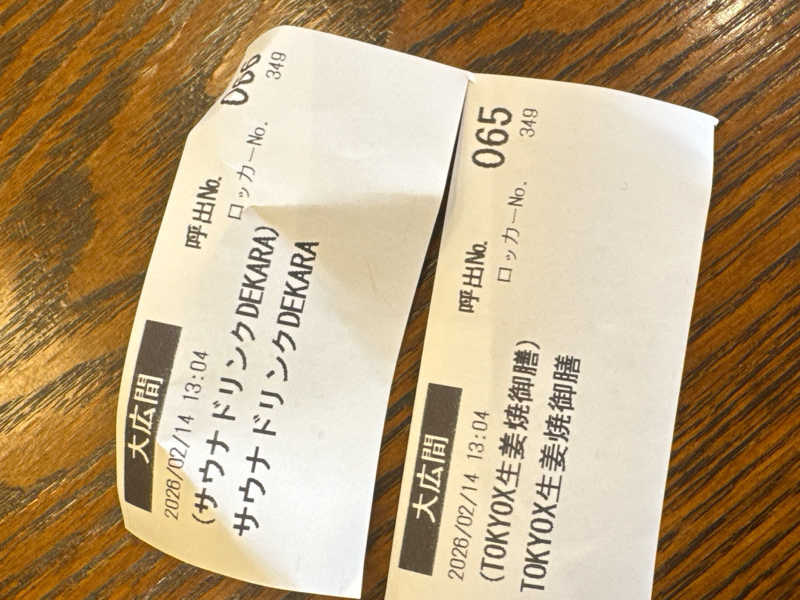 大広間
呼出No. 066
2026/02/14 13:04
ロッカーNo. 349
(サウナドリンクDEKARA)
サウナドリンクDEKARA
大広間
呼出No. 065
2026/02/14 13:04
ロッカーNo. 349
(TOKYOX生姜焼御膳)
TOKYOX生姜焼御膳